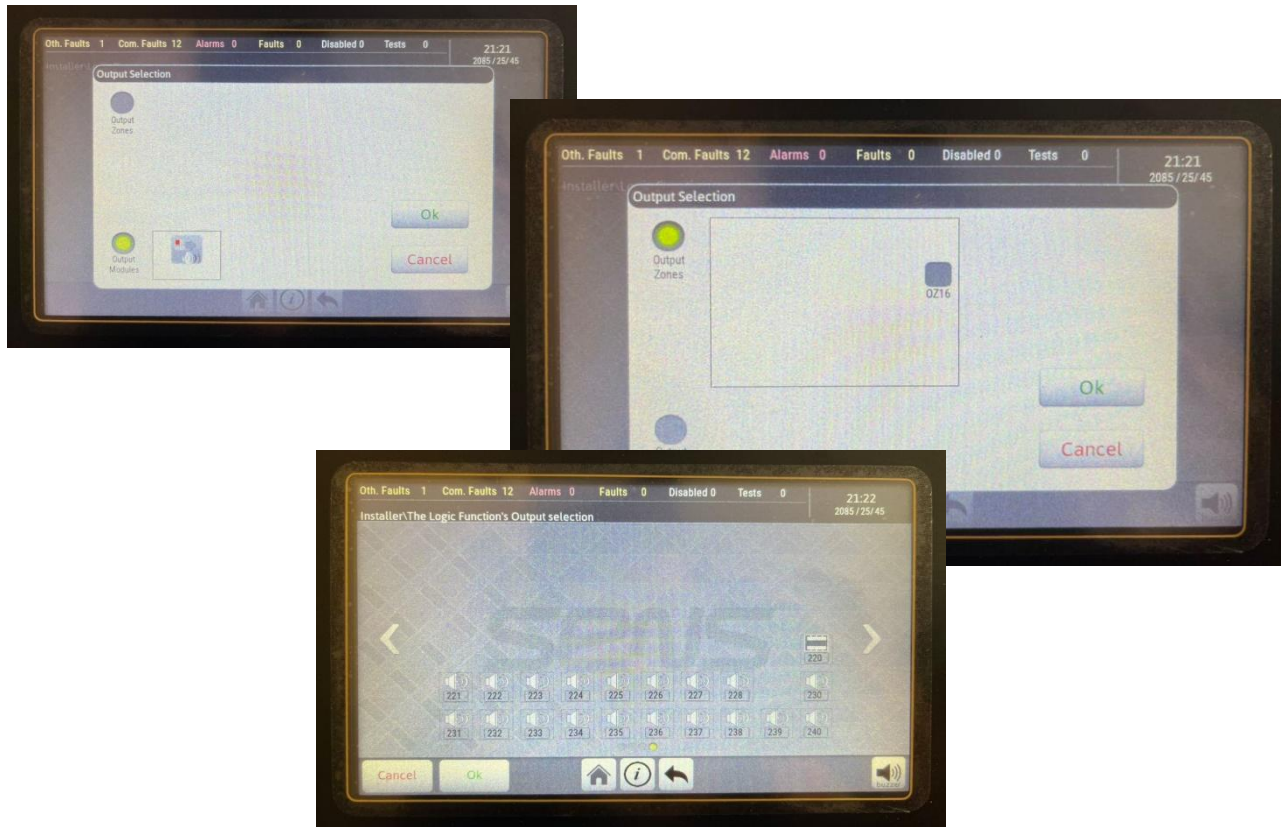 Oth. Faults 1 Com. Faults 12 Alarms 0 Faults 0 Disabled 0 Tests 0
21:21
2085/25/45
Output Selection
Output
Zones
Ok
Output
Modules
Cancel
Oth. Faults 1 Com. Faults 12 Alarms 0 Faults 0 Disabled 0 Tests 0
21:21
2085/25/45
Output Selection
Output
Zones
OZ16
Ok
Cancel
Oth. Faults 1 Com. Faults 12 Alarms 0 Faults 0 Disabled 0 Tests 0
21:22
2085/25/45
Installer\The Logic Function's Output selection
220
221 222 223 224 225 226 227 228 230
231 232 233 234 235 236 237 238 239 240
Cancel Ok
buzzer